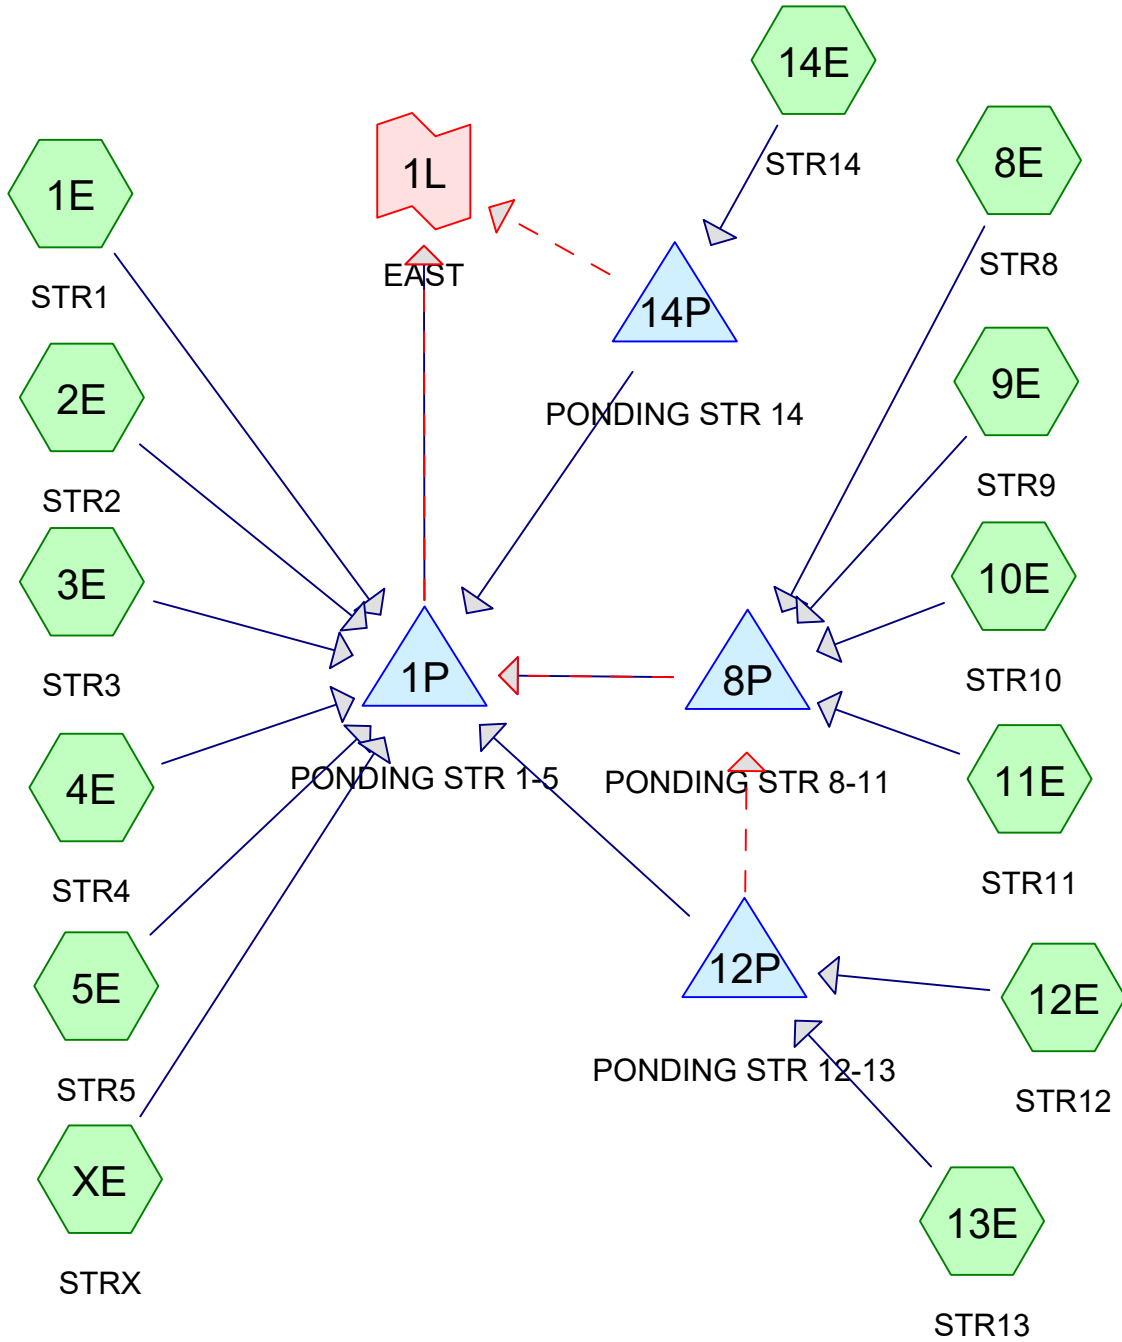 14E
STR14
1L
EAST
8E
STR8
1E
STR1
14P
PONDING STR 14
9E
STR9
2E
STR2
10E
STR10
3E
STR3
1P
PONDING STR 1-5
8P
PONDING STR 8-11
11E
STR11
4E
STR4
12P
PONDING STR 12-13
5E
STR5
12E
STR12
XE
STRX
13E
STR13